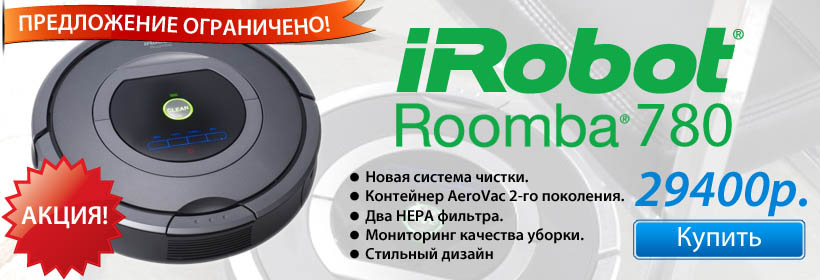 ПРЕДЛОЖЕНИЕ ОГРАНИЧЕНО!
iRobot®
Roomba® 780
CLEAN
• Новая система чистки.
• Контейнер AeroVac 2-го поколения.
• Два HEPA фильтра.
• Мониторинг качества уборки.
• Стильный дизайн
29400р.
Купить
АКЦИЯ!